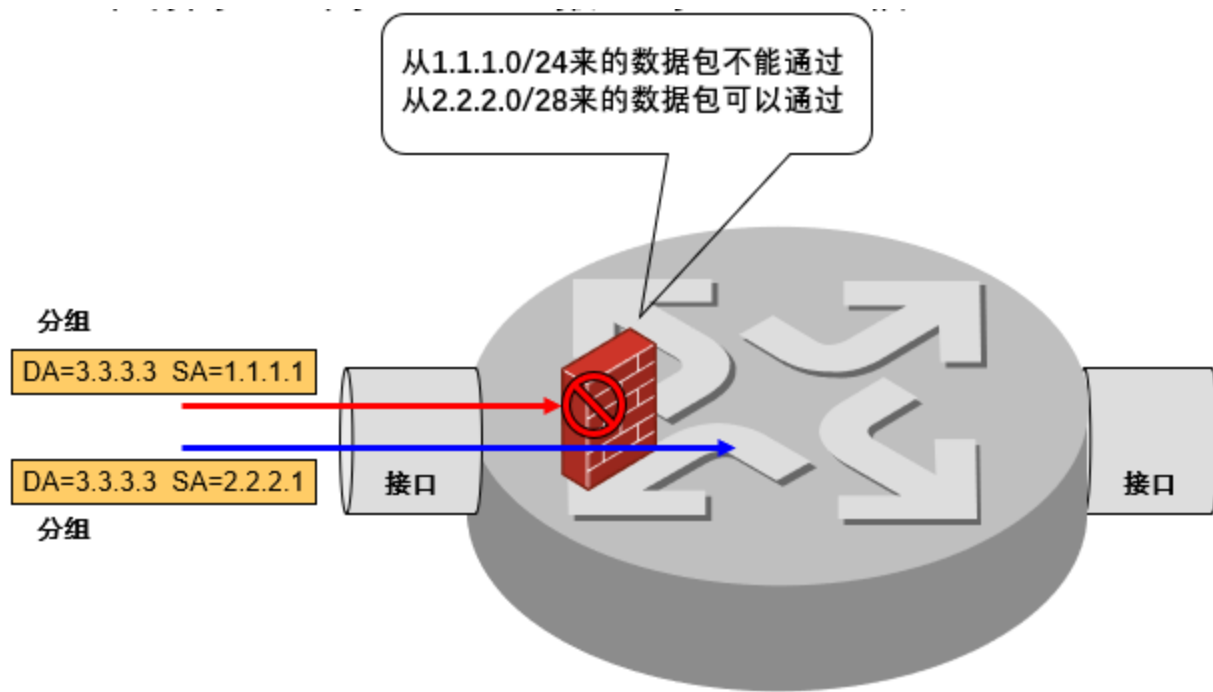 从1.1.1.0/24来的数据包不能通过
从2.2.2.0/28来的数据包可以通过
分组
DA=3.3.3.3 SA=1.1.1.1
DA=3.3.3.3 SA=2.2.2.1
分组
接口
接口